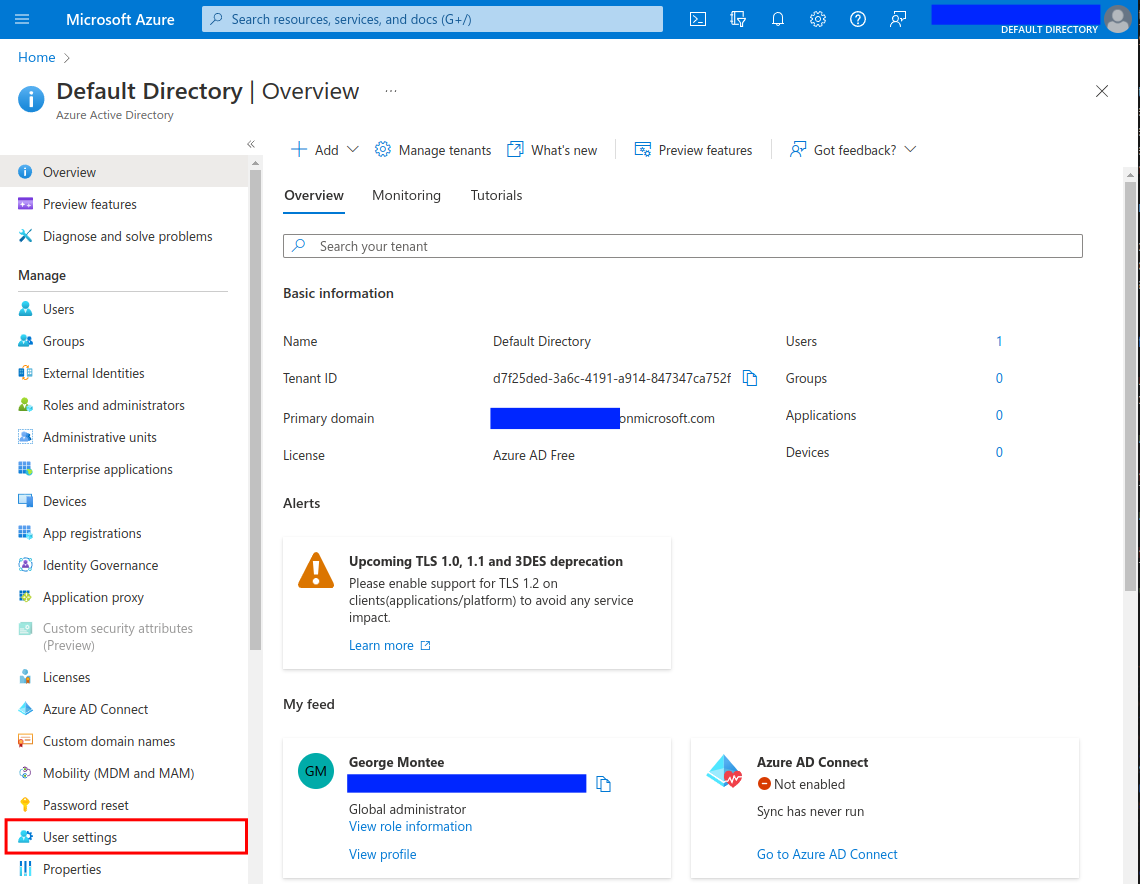 Microsoft Azure
Search resources, services, and docs (G+/)
DEFAULT DIRECTORY
Home
Default Directory | Overview
...
Azure Active Directory
«
Overview
Preview features
Diagnose and solve problems
Manage
Users
Groups
External Identities
Roles and administrators
Administrative units
Enterprise applications
Devices
App registrations
Identity Governance
Application proxy
Custom security attributes
(Preview)
Licenses
Azure AD Connect
Custom domain names
Mobility (MDM and MAM)
Password reset
User settings
Properties
Add
Manage tenants
What's new
Preview features
Got feedback?
Overview
Monitoring
Tutorials
Search your tenant
Basic information
Name
Default Directory
Tenant ID
d7f25ded-3a6c-4191-a914-847347ca752f
Primary domain
onmicrosoft.com
License
Azure AD Free
Users
1
Groups
0
Applications
0
Devices
0
Alerts
Upcoming TLS 1.0, 1.1 and 3DES deprecation
Please enable support for TLS 1.2 on
clients(applications/platform) to avoid any service
impact.
Learn more
My feed
GM
George Montee
Global administrator
View role information
View profile
Azure AD Connect
Not enabled
Sync has never run
Go to Azure AD Connect